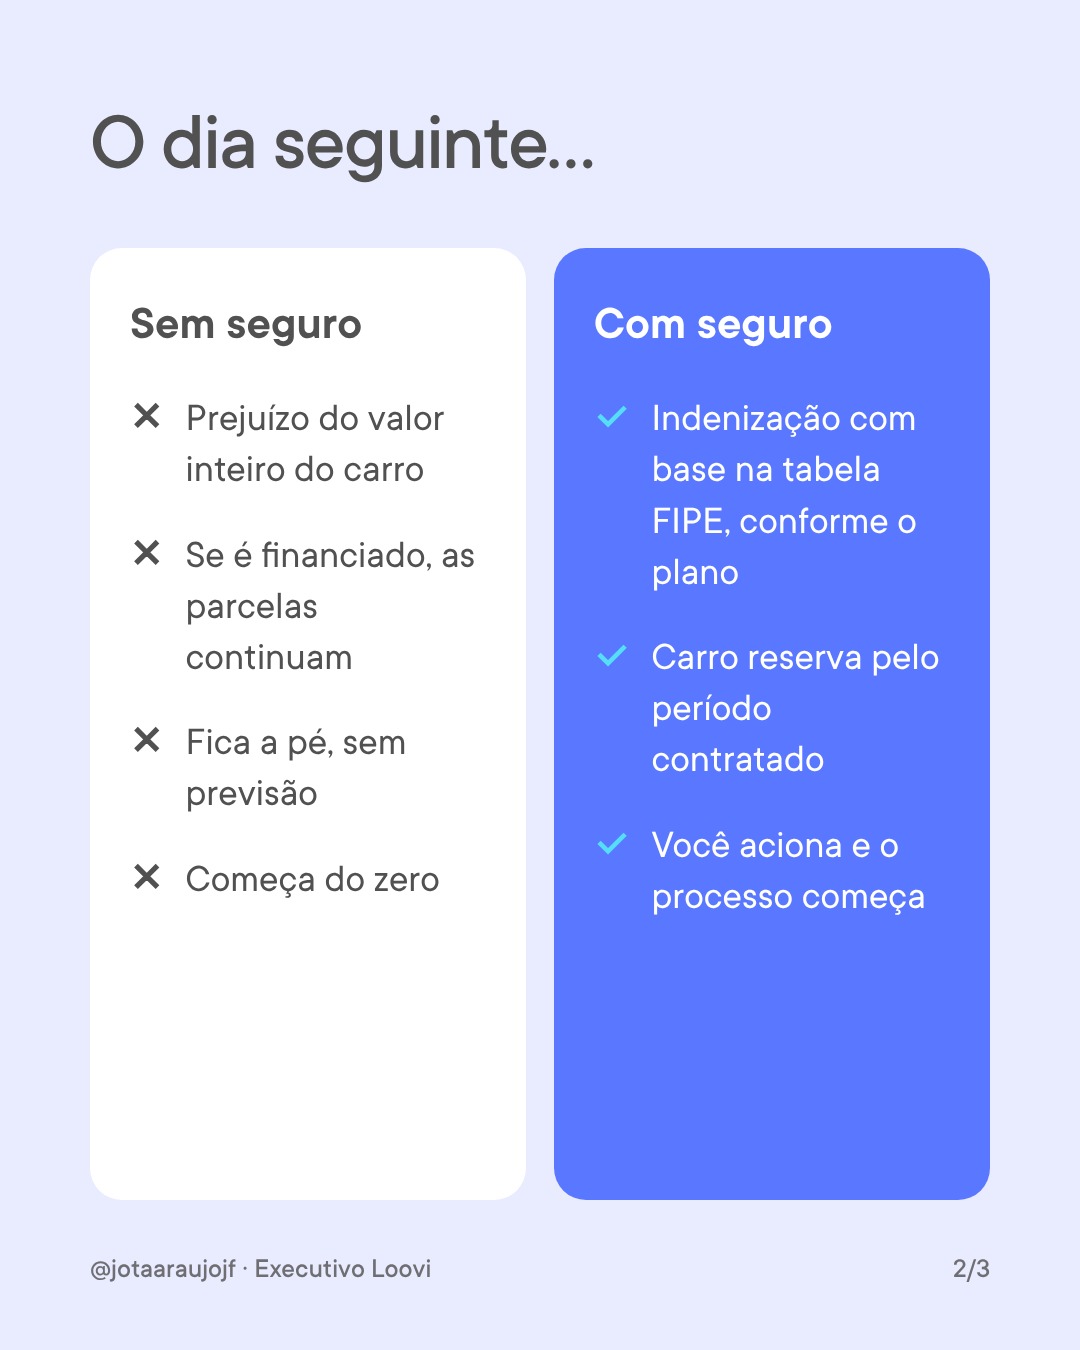 O dia seguinte...
Sem seguro
✕ Prejuízo do valor
inteiro do carro
✕ Se é financiado, as
parcelas
continuam
✕ Fica a pé, sem
previsão
✕ Começa do zero
Com seguro
✓ Indenização com
base na tabela
FIPE, conforme o
plano
✓ Carro reserva pelo
período
contratado
✓ Você aciona e o
processo começa
@jotaaraujojf · Executivo Loovi
2/3